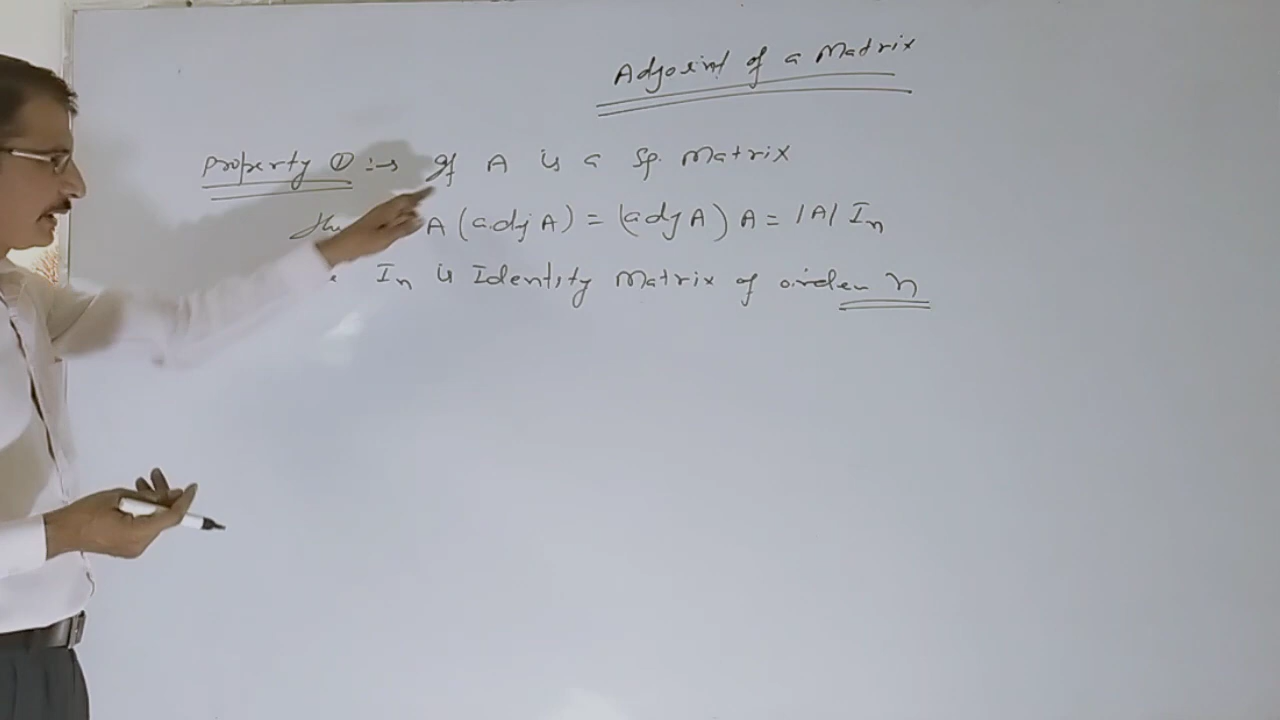 Adjoint of a Matrix
Property ① :→ If A is a Sq. Matrix
A (adj A) = (adj A) A = |A| In
In is Identity Matrix of order n